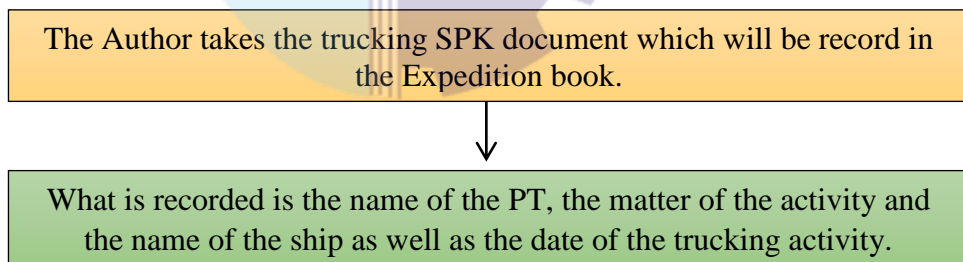 The Author takes the trucking SPK document which will be record in
the Expedition book.
What is recorded is the name of the PT, the matter of the activity and
the name of the ship as well as the date of the trucking activity.